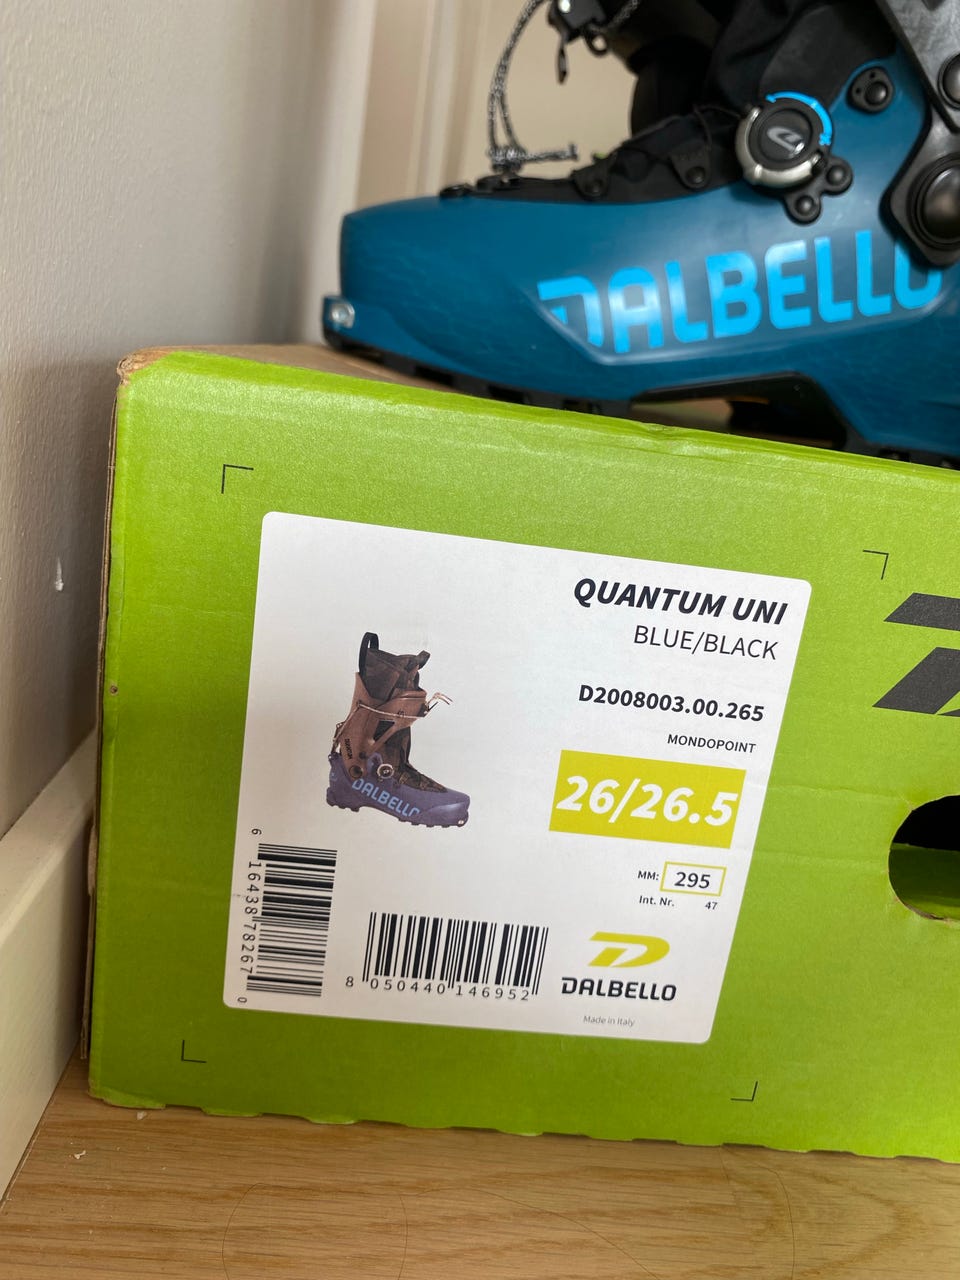 DALBELLO
QUANTUM UNI
BLUE/BLACK
D2008003.00.265
MONDOPOINT
26/26.5
MM: 295
Int. Nr. 47
DALBELLO
6 16438 78267 0
8 050440 146952
DALBELLO
Made in Italy